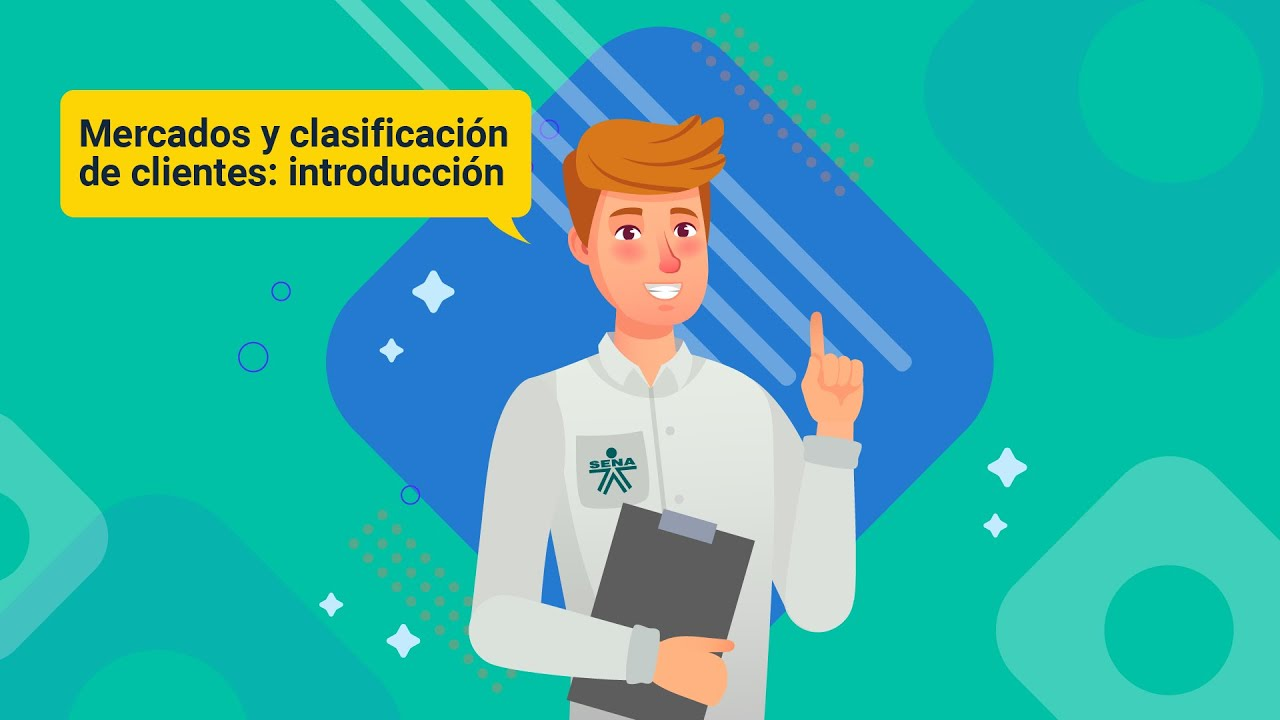 Mercados y clasificación
de clientes: introducción
SENA